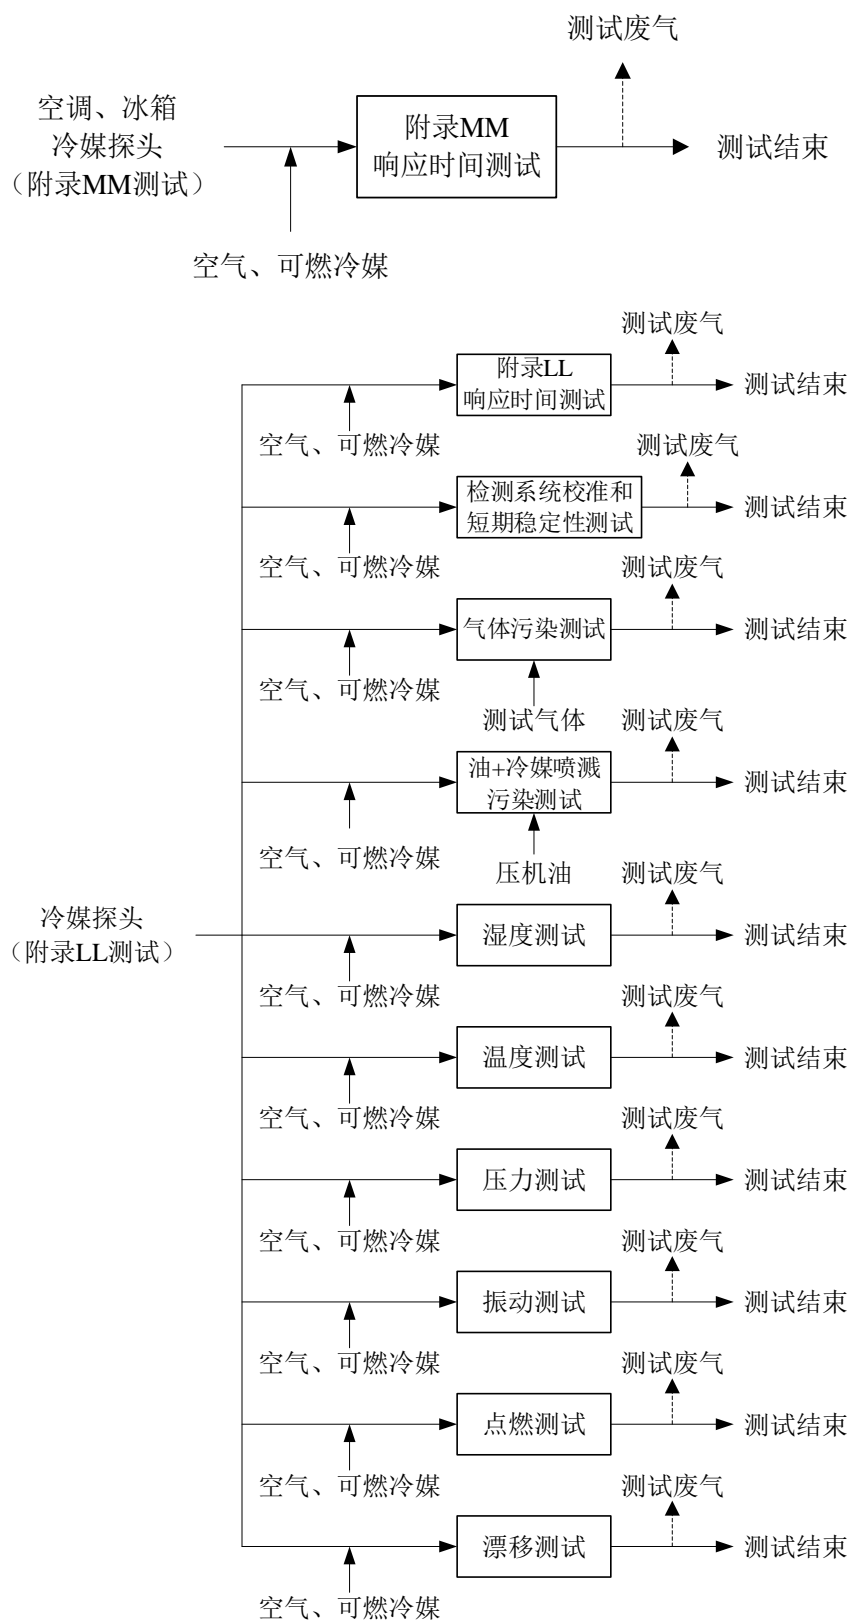 测试废气
空调、冰箱
冷媒探头
（附录MM测试）
附录MM
响应时间测试
测试结束
空气、可燃冷媒
测试废气
附录LL
响应时间测试
测试结束
空气、可燃冷媒
测试废气
检测系统校准和
短期稳定性测试
测试结束
空气、可燃冷媒
测试废气
气体污染测试
测试结束
空气、可燃冷媒
测试气体
测试废气
油+冷媒喷溅
污染测试
测试结束
空气、可燃冷媒
压机油
测试废气
冷媒探头
（附录LL测试）
湿度测试
测试结束
空气、可燃冷媒
测试废气
温度测试
测试结束
空气、可燃冷媒
测试废气
压力测试
测试结束
空气、可燃冷媒
测试废气
振动测试
测试结束
空气、可燃冷媒
测试废气
点燃测试
测试结束
空气、可燃冷媒
测试废气
漂移测试
测试结束
空气、可燃冷媒